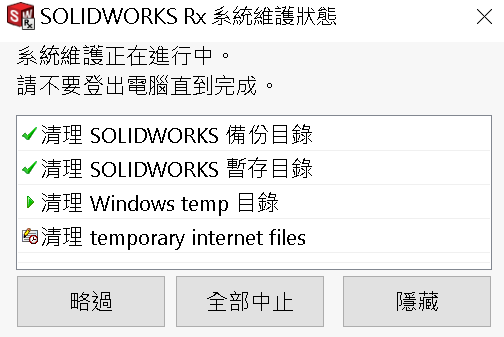 SOLIDWORKS Rx 系統維護狀態
系統維護正在進行中。
請不要登出電腦直到完成。
清理 SOLIDWORKS 備份目錄
清理 SOLIDWORKS 暫存目錄
清理 Windows temp 目錄
清理 temporary internet files
略過 全部中止 隱藏